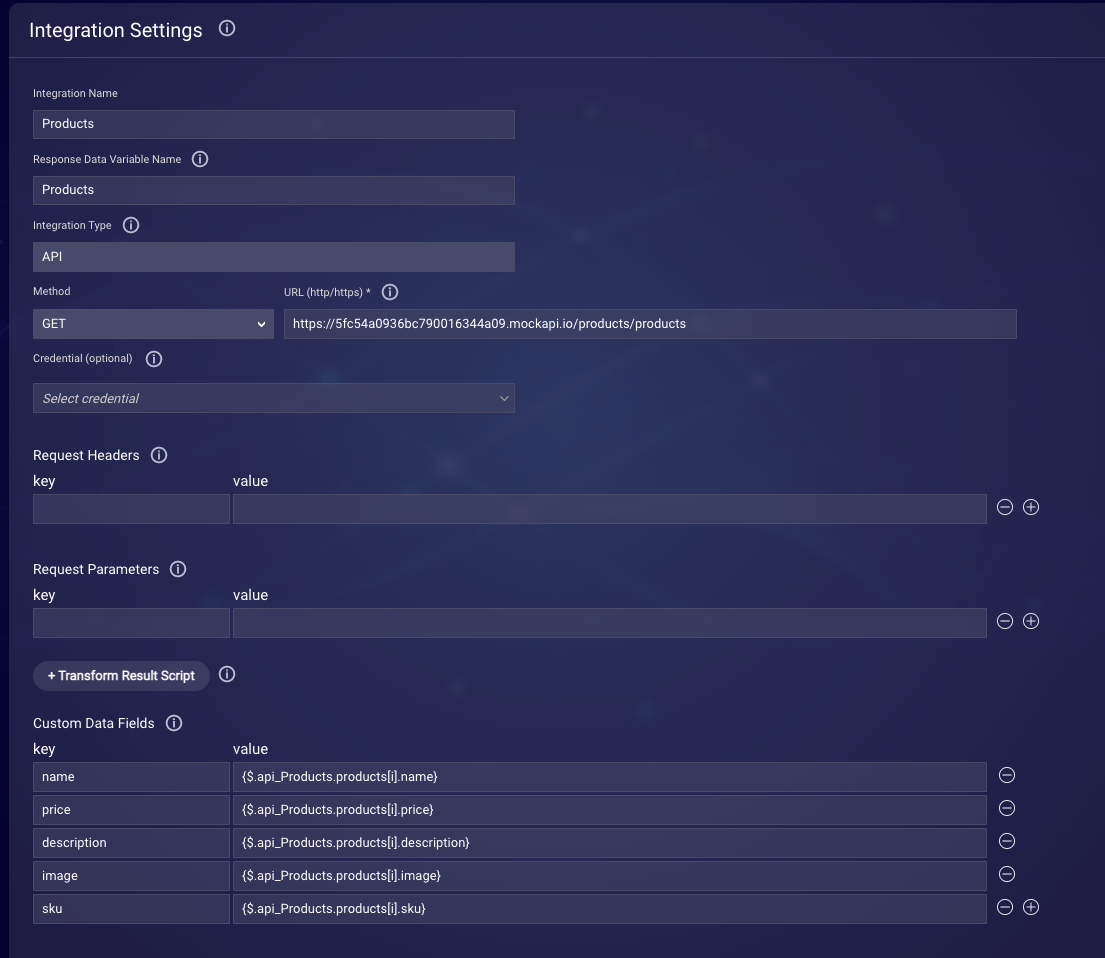 Integration Settings
Integration Name
Products
Response Data Variable Name
Products
Integration Type
API
Method URL (http/https) *
GET https://5fc54a0936bc790016344a09.mockapi.io/products/products
Credential (optional)
Select credential
Request Headers
key value
Request Parameters
key value
+ Transform Result Script
Custom Data Fields
key value
name {$.api_Products.products[i].name}
price {$.api_Products.products[i].price}
description {$.api_Products.products[i].description}
image {$.api_Products.products[i].image}
sku {$.api_Products.products[i].sku}